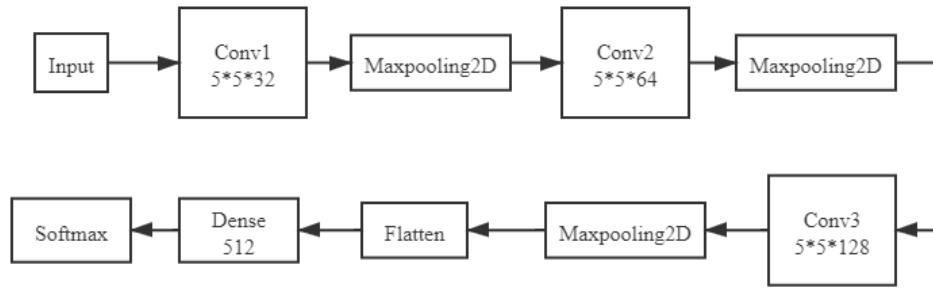 Input
Conv1
5*5*32
Maxpooling2D
Conv2
5*5*64
Maxpooling2D
Conv3
5*5*128
Maxpooling2D
Flatten
Dense
512
Softmax